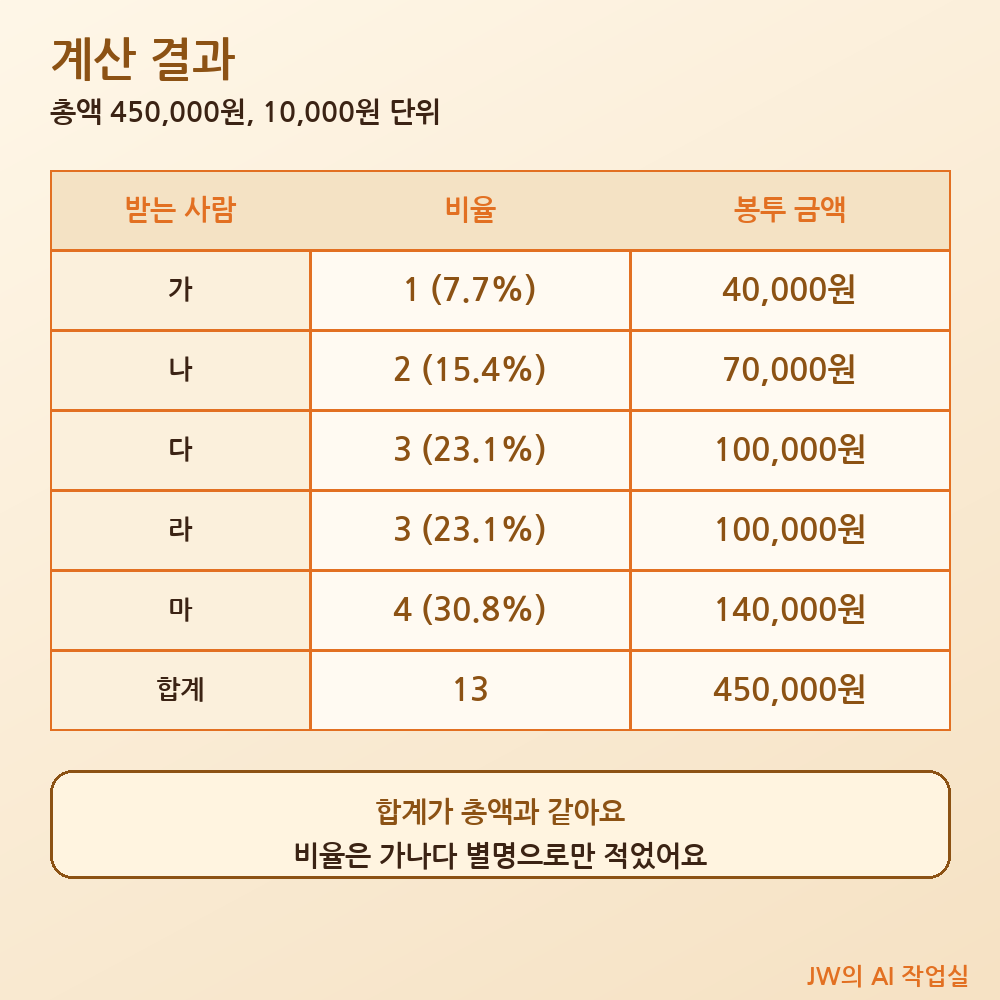 계산 결과
총액 450,000원, 10,000원 단위
받는 사람 비율 봉투 금액
가 1 (7.7%) 40,000원
나 2 (15.4%) 70,000원
다 3 (23.1%) 100,000원
라 3 (23.1%) 100,000원
마 4 (30.8%) 140,000원
합계 13 450,000원
합계가 총액과 같아요
비율은 가나다 별명으로만 적었어요
JW의 AI 작업실